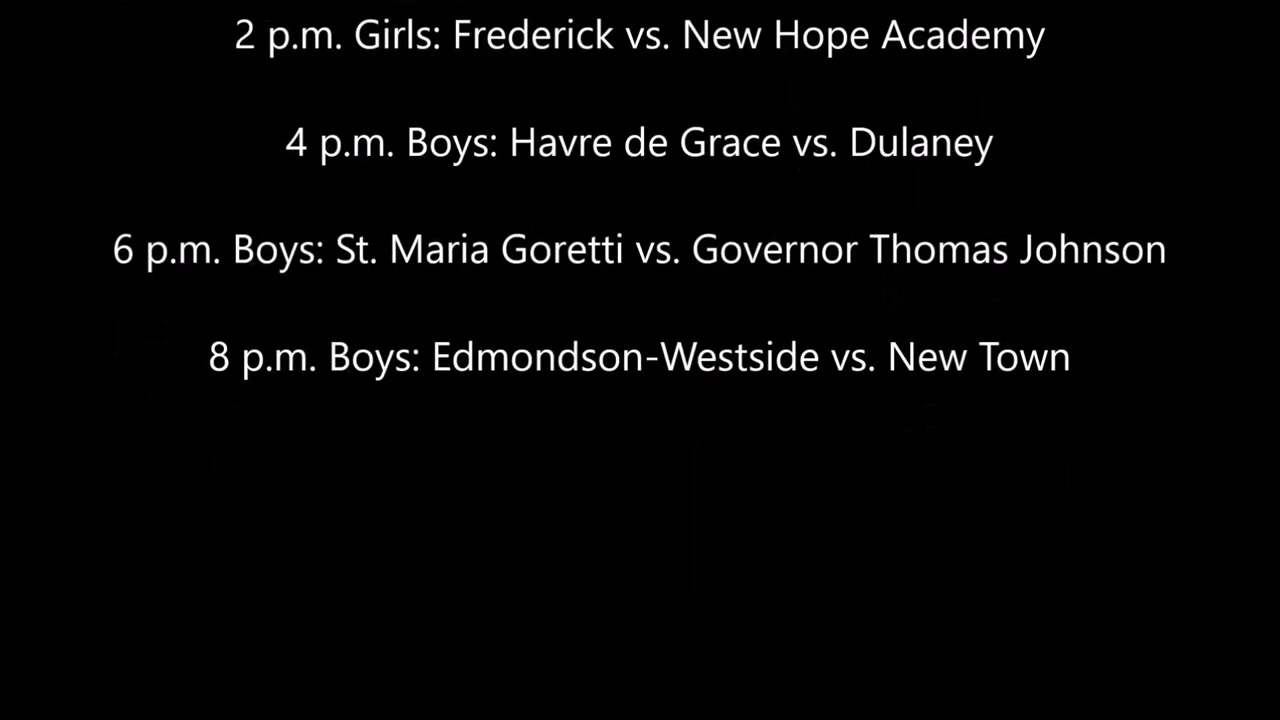 2 p.m. Girls: Frederick vs. New Hope Academy
4 p.m. Boys: Havre de Grace vs. Dulaney
6 p.m. Boys: St. Maria Goretti vs. Governor Thomas Johnson
8 p.m. Boys: Edmondson-Westside vs. New Town